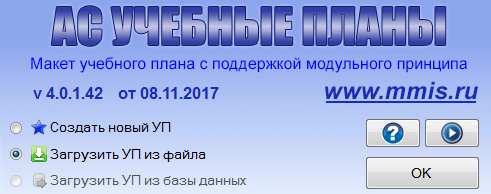 АС УЧЕБНЫЕ ПЛАНЫ
Макет учебного плана с поддержкой модульного принципа
v 4.0.1.42 от 08.11.2017
www.mmis.ru
Создать новый УП
Загрузить УП из файла
Загрузить УП из базы данных
?
OK